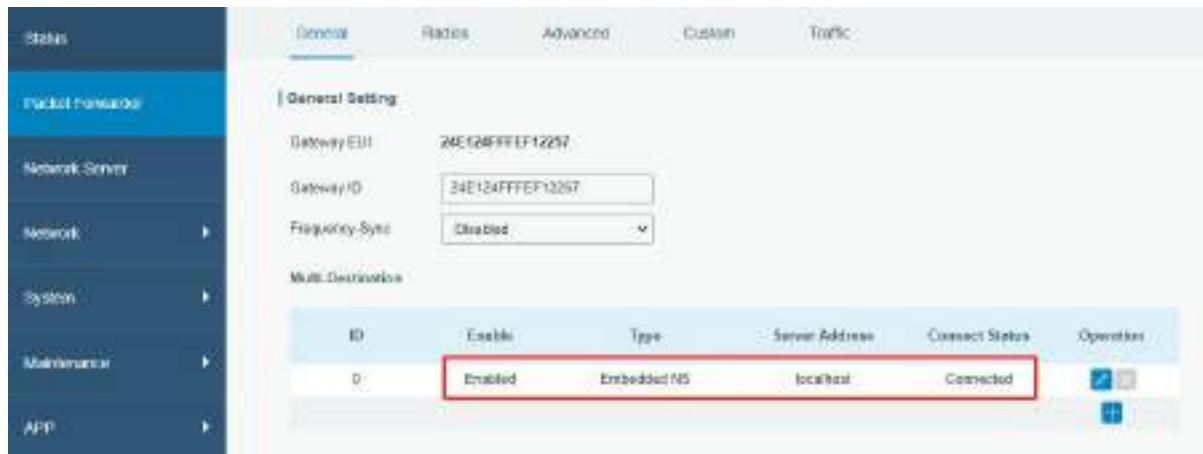 Status
Packet Forwarder
Network Server
Network
System
Maintenance
APP
General Radios Advanced Custom Traffic
General Setting
Gateway EUI 24E124FFFEF12257
Gateway ID 24E124FFFEF12257
Frequency-Sync Disabled
Multi-Destination
ID Enable Type Server Address Connect Status Operation
0 Enabled Embedded NS localhost Connected